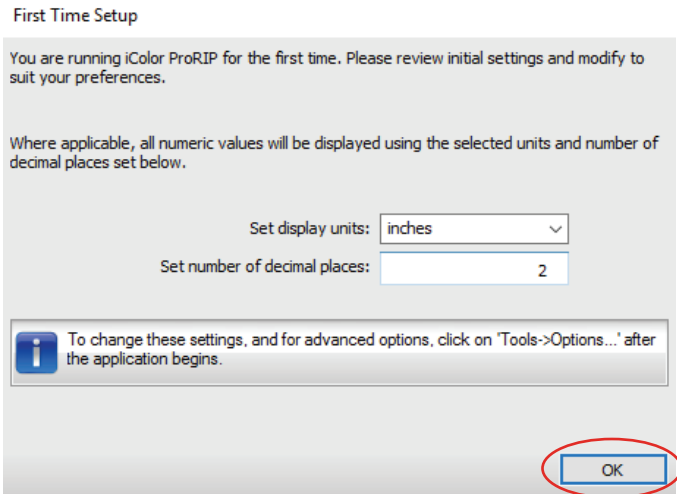 First Time Setup
You are running iColor ProRIP for the first time. Please review initial settings and modify to
suit your preferences.
Where applicable, all numeric values will be displayed using the selected units and number of
decimal places set below.
Set display units: inches
Set number of decimal places: 2
To change these settings, and for advanced options, click on 'Tools->Options...' after
the application begins.
OK